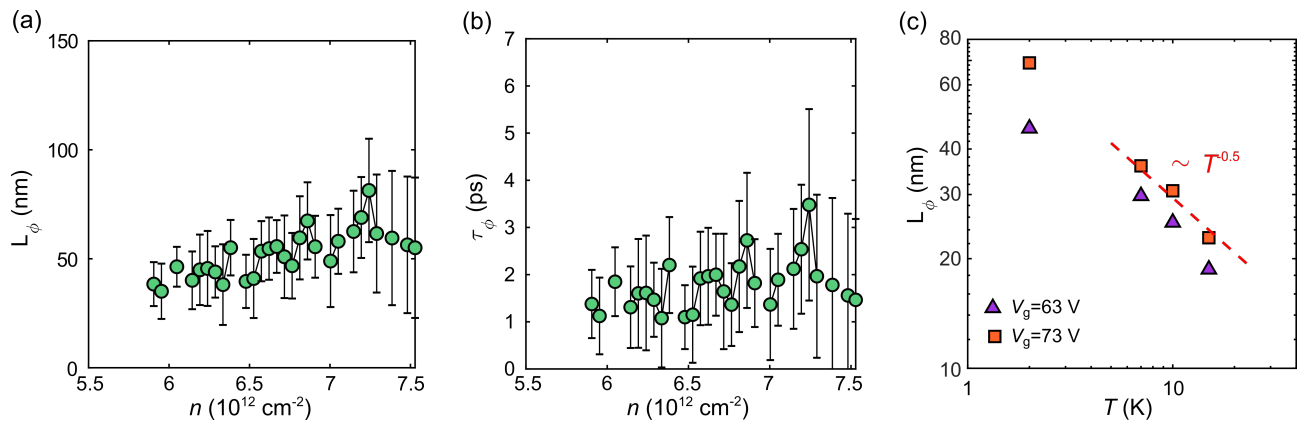 (a)
150
100
50
0
L_ϕ (nm)
5.5 6 6.5 7 7.5
n (10^12 cm^-2)
(b)
7
6
5
4
3
2
1
0
τ_ϕ (ps)
5.5 6 6.5 7 7.5
n (10^12 cm^-2)
(c)
80
60
40
30
20
10
L_ϕ (nm)
~ T^-0.5
V_g=63 V
V_g=73 V
1 10
T (K)